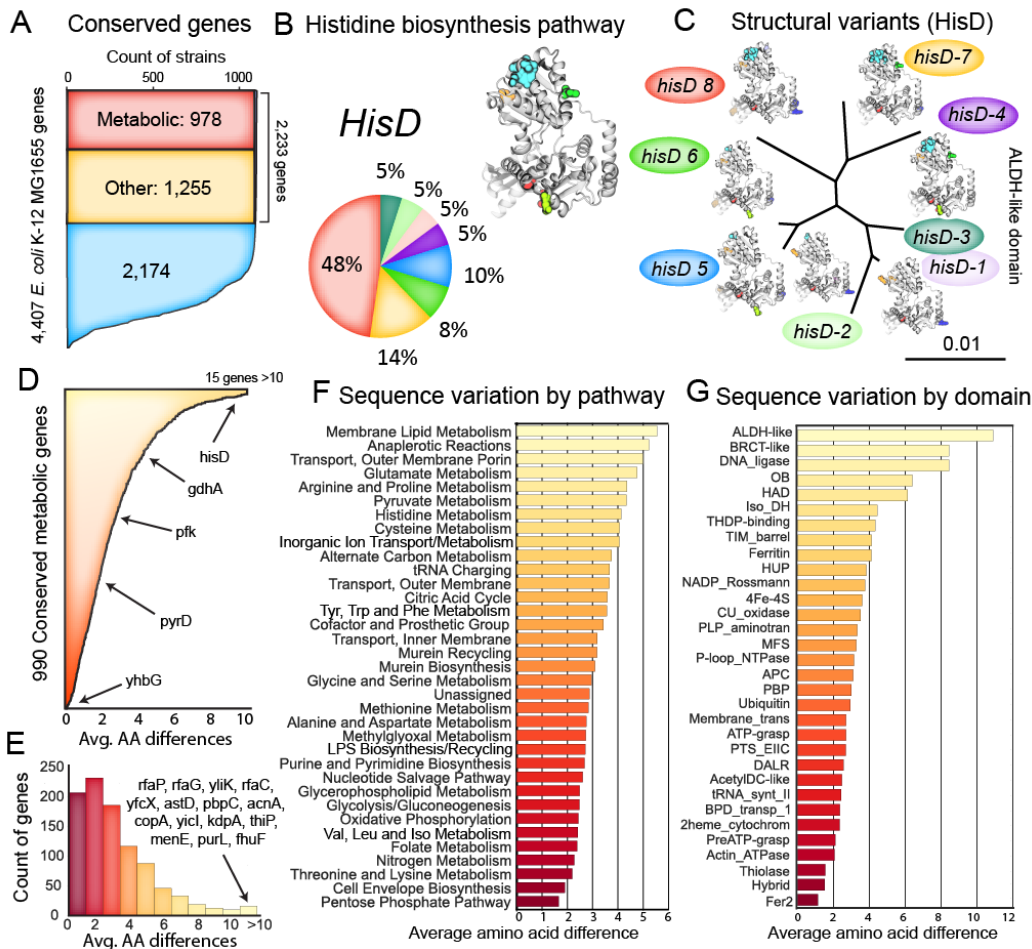 A
Conserved genes
Count of strains
0
500
1000
4,407 E. coli K-12 MG1655 genes
Metabolic: 978
Other: 1,255
2,174
2,233 genes
B
Histidine biosynthesis pathway
HisD
5%
5%
5%
5%
10%
8%
14%
48%
C
Structural variants (HisD)
hisD 8
hisD-7
hisD-4
hisD 6
hisD-3
hisD-1
hisD 5
hisD-2
ALDH-like domain
0.01
D
15 genes >10
990 Conserved metabolic genes
hisD
gdhA
pfk
pyrD
yhbG
0
2
4
6
8
10
Avg. AA differences
E
Count of genes
250
200
150
100
50
0
rfaP, rfaG, yliK, rfaC,
yfcX, astD, pbpC, acnA,
copA, yicI, kdpA, thiP,
menE, purL, fhuF
0
2
4
6
8
>10
Avg. AA differences
F
Sequence variation by pathway
Membrane Lipid Metabolism
Anaplerotic Reactions
Transport, Outer Membrane Porin
Glutamate Metabolism
Arginine and Proline Metabolism
Pyruvate Metabolism
Histidine Metabolism
Cysteine Metabolism
Inorganic Ion Transport/Metabolism
Alternate Carbon Metabolism
tRNA Charging
Transport, Outer Membrane
Citric Acid Cycle
Tyr, Trp and Phe Metabolism
Cofactor and Prosthetic Group
Transport, Inner Membrane
Murein Recycling
Murein Biosynthesis
Glycine and Serine Metabolism
Unassigned
Methionine Metabolism
Alanine and Aspartate Metabolism
Methylglyoxal Metabolism
LPS Biosynthesis/Recycling
Purine and Pyrimidine Biosynthesis
Nucleotide Salvage Pathway
Glycerophospholipid Metabolism
Glycolysis/Gluconeogenesis
Oxidative Phosphorylation
Val, Leu and Iso Metabolism
Folate Metabolism
Nitrogen Metabolism
Threonine and Lysine Metabolism
Cell Envelope Biosynthesis
Pentose Phosphate Pathway
0
1
2
3
4
5
6
Average amino acid difference
G
Sequence variation by domain
ALDH-like
BRCT-like
DNA_ligase
OB
HAD
Iso_DH
THDP-binding
TIM_barrel
Ferritin
HUP
NADP_Rossmann
4Fe-4S
CU_oxidase
PLP_aminotran
MFS
P-loop_NTPase
APC
PBP
Ubiquitin
Membrane_trans
ATP-grasp
PTS_EIIC
DALR
AcetylDC-like
tRNA_synt_II
BPD_transp_1
2heme_cytochrom
PreATP-grasp
Actin_ATPase
Thiolase
Hybrid
Fer2
0
2
4
6
8
10
12
Average amino acid difference